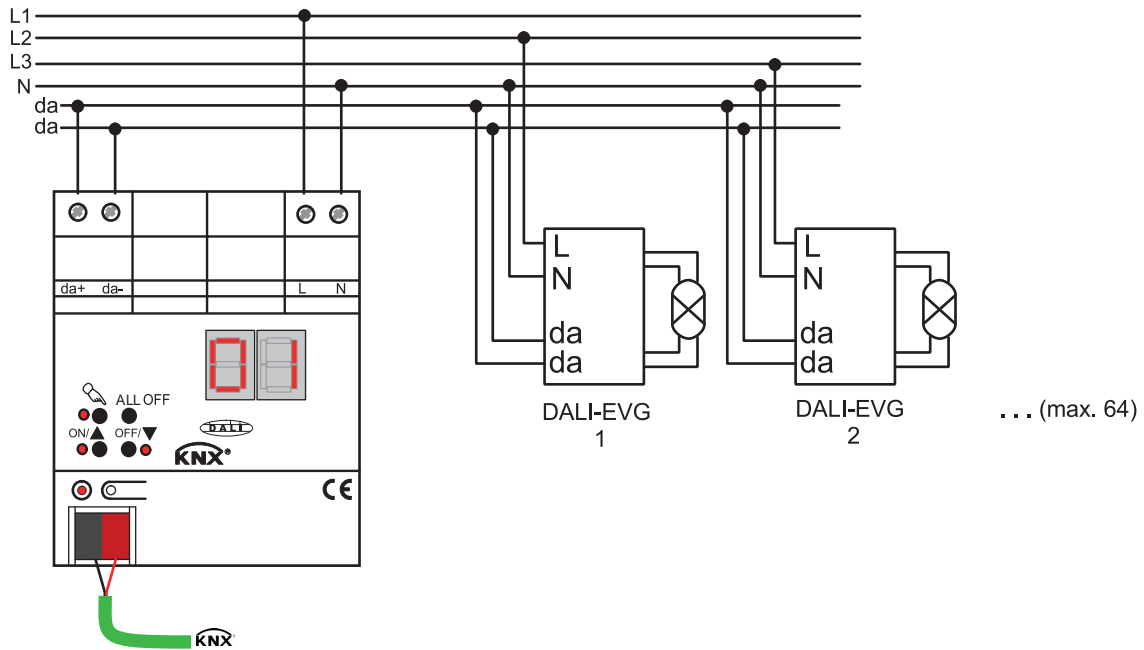 L1
L2
L3
N
da
da
da+ da- L N
01
ALL OFF
ON/▲ OFF/▼
DALI
KNX®
CE
KNX
L
N
da
da
DALI-EVG
1
L
N
da
da
DALI-EVG
2
... (max. 64)